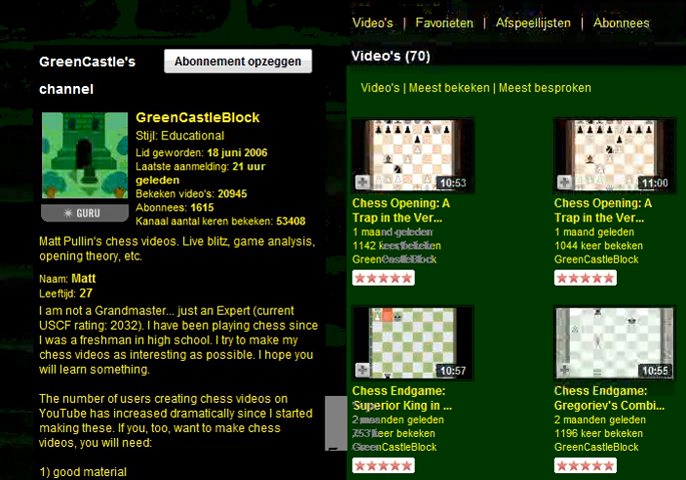 Video's | Favorieten | Afspeellijsten | Abonnees
GreenCastle's
channel
Abonnement opzeggen
GreenCastleBlock
Stijl: Educational
Lid geworden: 18 juni 2006
Laatste aanmelding: 21 uur
geleden
Bekeken video's: 20945
Abonnees: 1615
Kanaal aantal keren bekeken: 53408
GURU
Matt Pullin's chess videos. Live blitz, game analysis,
opening theory, etc.
Naam: Matt
Leeftijd: 27
I am not a Grandmaster... just an Expert (current
USCF rating: 2032). I have been playing chess since
I was a freshman in high school. I try to make my
chess videos as interesting as possible. I hope you
will learn something.
The number of users creating chess videos on
YouTube has increased dramatically since I started
making these. If you, too, want to make chess
videos, you will need:
1) good material
Video's (70)
Video's | Meest bekeken | Meest besproken
10:53
Chess Opening: A
Trap in the Ver...
1 maand geleden
1142 keer bekeken
GreenCastleBlock
11:00
Chess Opening: A
Trap in the Ver...
1 maand geleden
1044 keer bekeken
GreenCastleBlock
10:57
Chess Endgame:
Superior King in ...
2 maanden geleden
753 keer bekeken
GreenCastleBlock
10:55
Chess Endgame:
Gregoriev's Combi...
2 maanden geleden
1196 keer bekeken
GreenCastleBlock